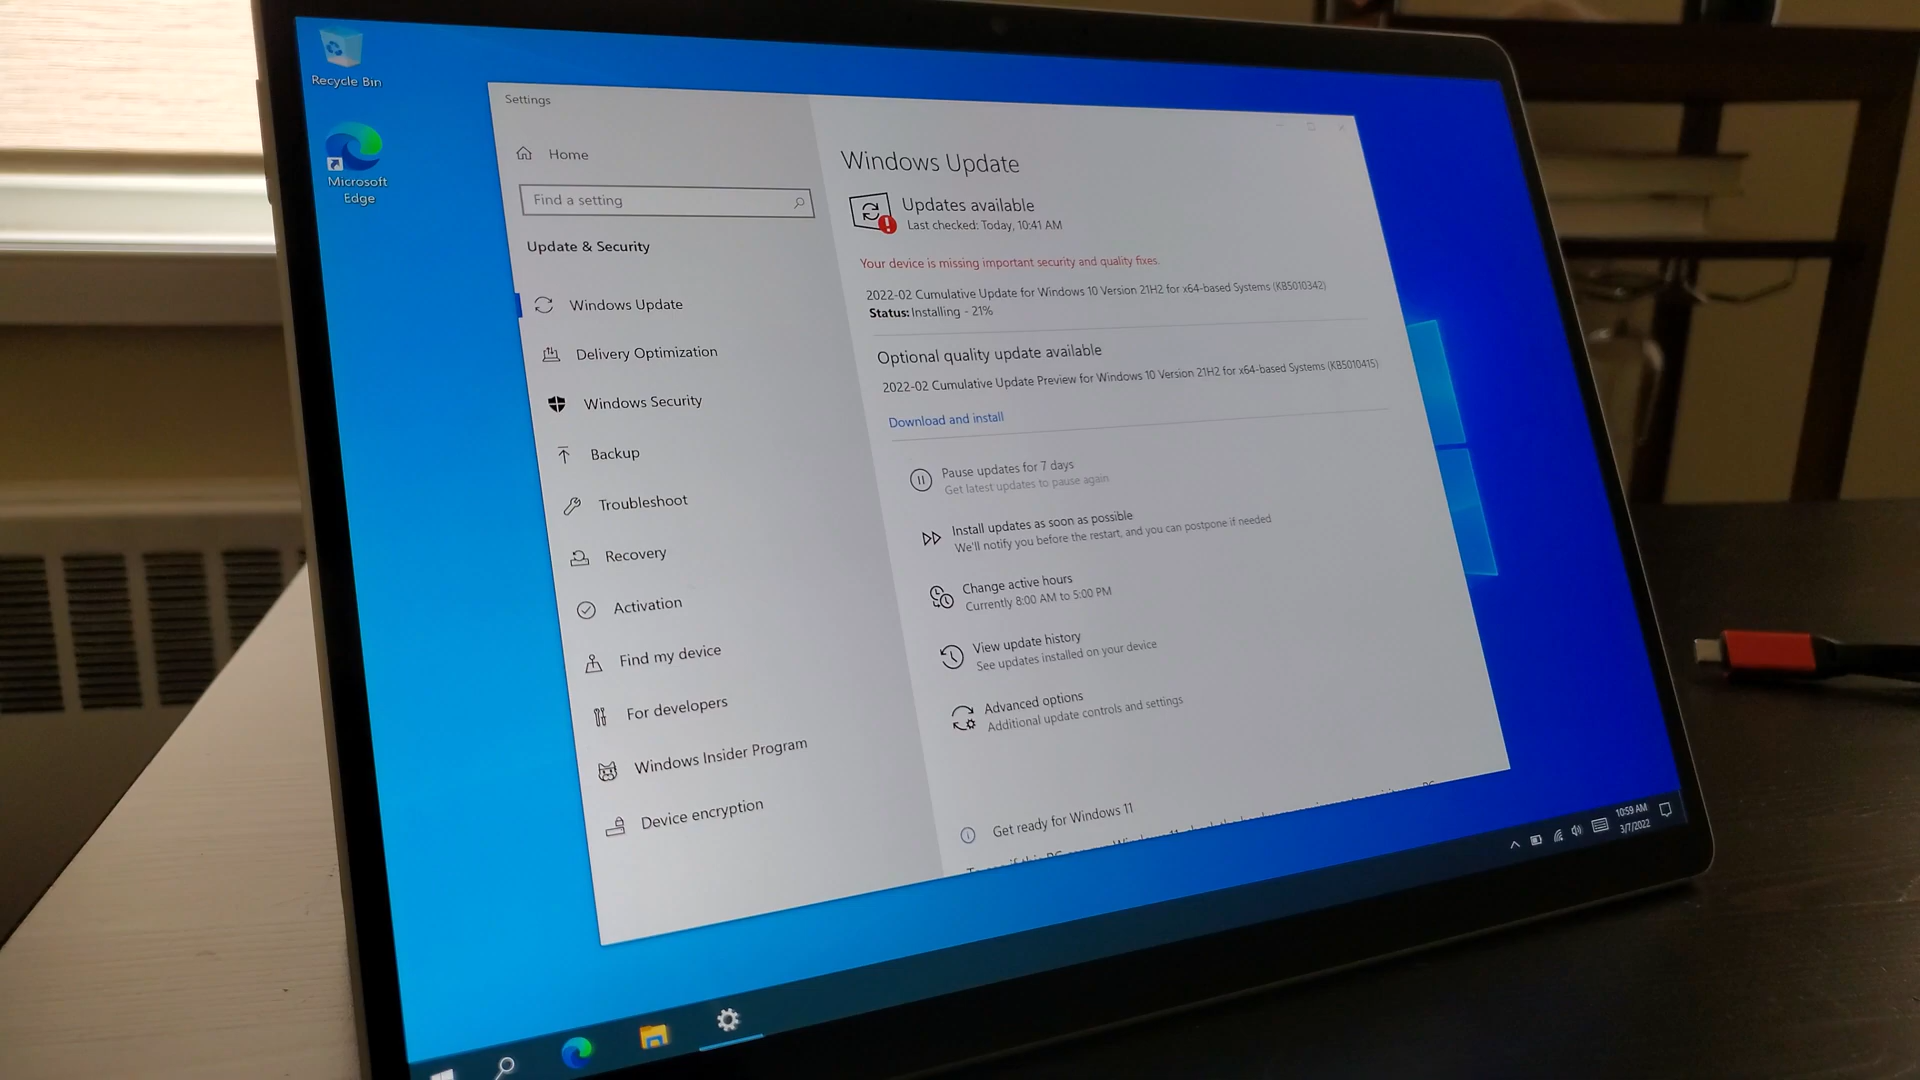 Recycle Bin
Microsoft
Edge
Settings
Home
Find a setting
Update & Security
Windows Update
Delivery Optimization
Windows Security
Backup
Troubleshoot
Recovery
Activation
Find my device
For developers
Windows Insider Program
Device encryption
Windows Update
Updates available
Last checked: Today, 10:41 AM
Your device is missing important security and quality fixes.
2022-02 Cumulative Update for Windows 10 Version 21H2 for x64-based Systems (KB5010342)
Status: Installing - 21%
Optional quality update available
2022-02 Cumulative Update Preview for Windows 10 Version 21H2 for x64-based Systems (KB5010415)
Download and install
Pause updates for 7 days
Get latest updates to pause again
Install updates as soon as possible
We'll notify you before the restart, and you can postpone if needed
Change active hours
Currently 8:00 AM to 5:00 PM
View update history
See updates installed on your device
Advanced options
Additional update controls and settings
Get ready for Windows 11
10:59 AM
3/7/2022